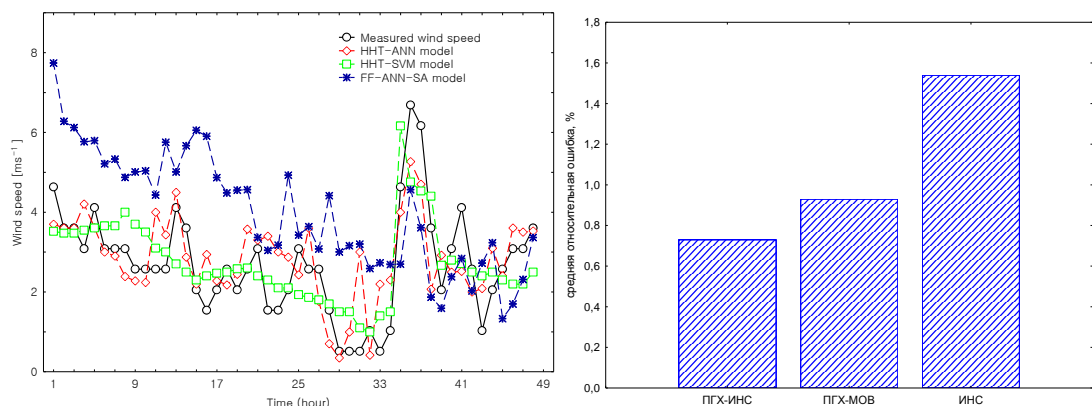 Measured wind speed
HHT-ANN model
HHT-SVM model
FF-ANN-SA model
Wind speed [ms⁻¹]
8
6
4
2
0
1
9
17
25
33
41
49
Time (hour)
средняя относительная ошибка, %
1,8
1,6
1,4
1,2
1,0
0,8
0,6
0,4
0,2
0,0
ПГХ-ИНС
ПГХ-МОВ
ИНС